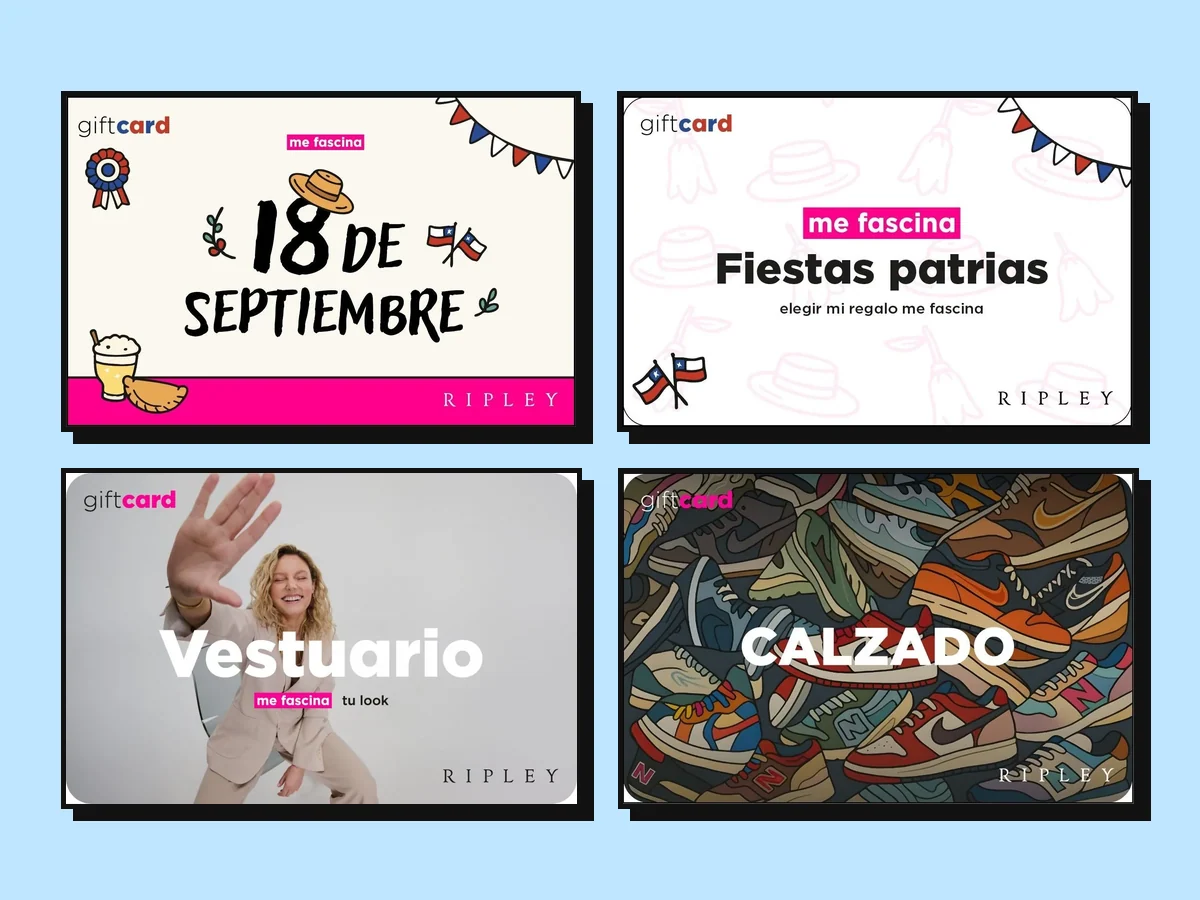 giftcard
me fascina
18 DE
SEPTIEMBRE
RIPLEY
giftcard
me fascina
Fiestas patrias
elegir mi regalo me fascina
RIPLEY
giftcard
Vestuario
me fascina tu look
RIPLEY
giftcard
CALZADO
N
N
N
N
RIPLEY